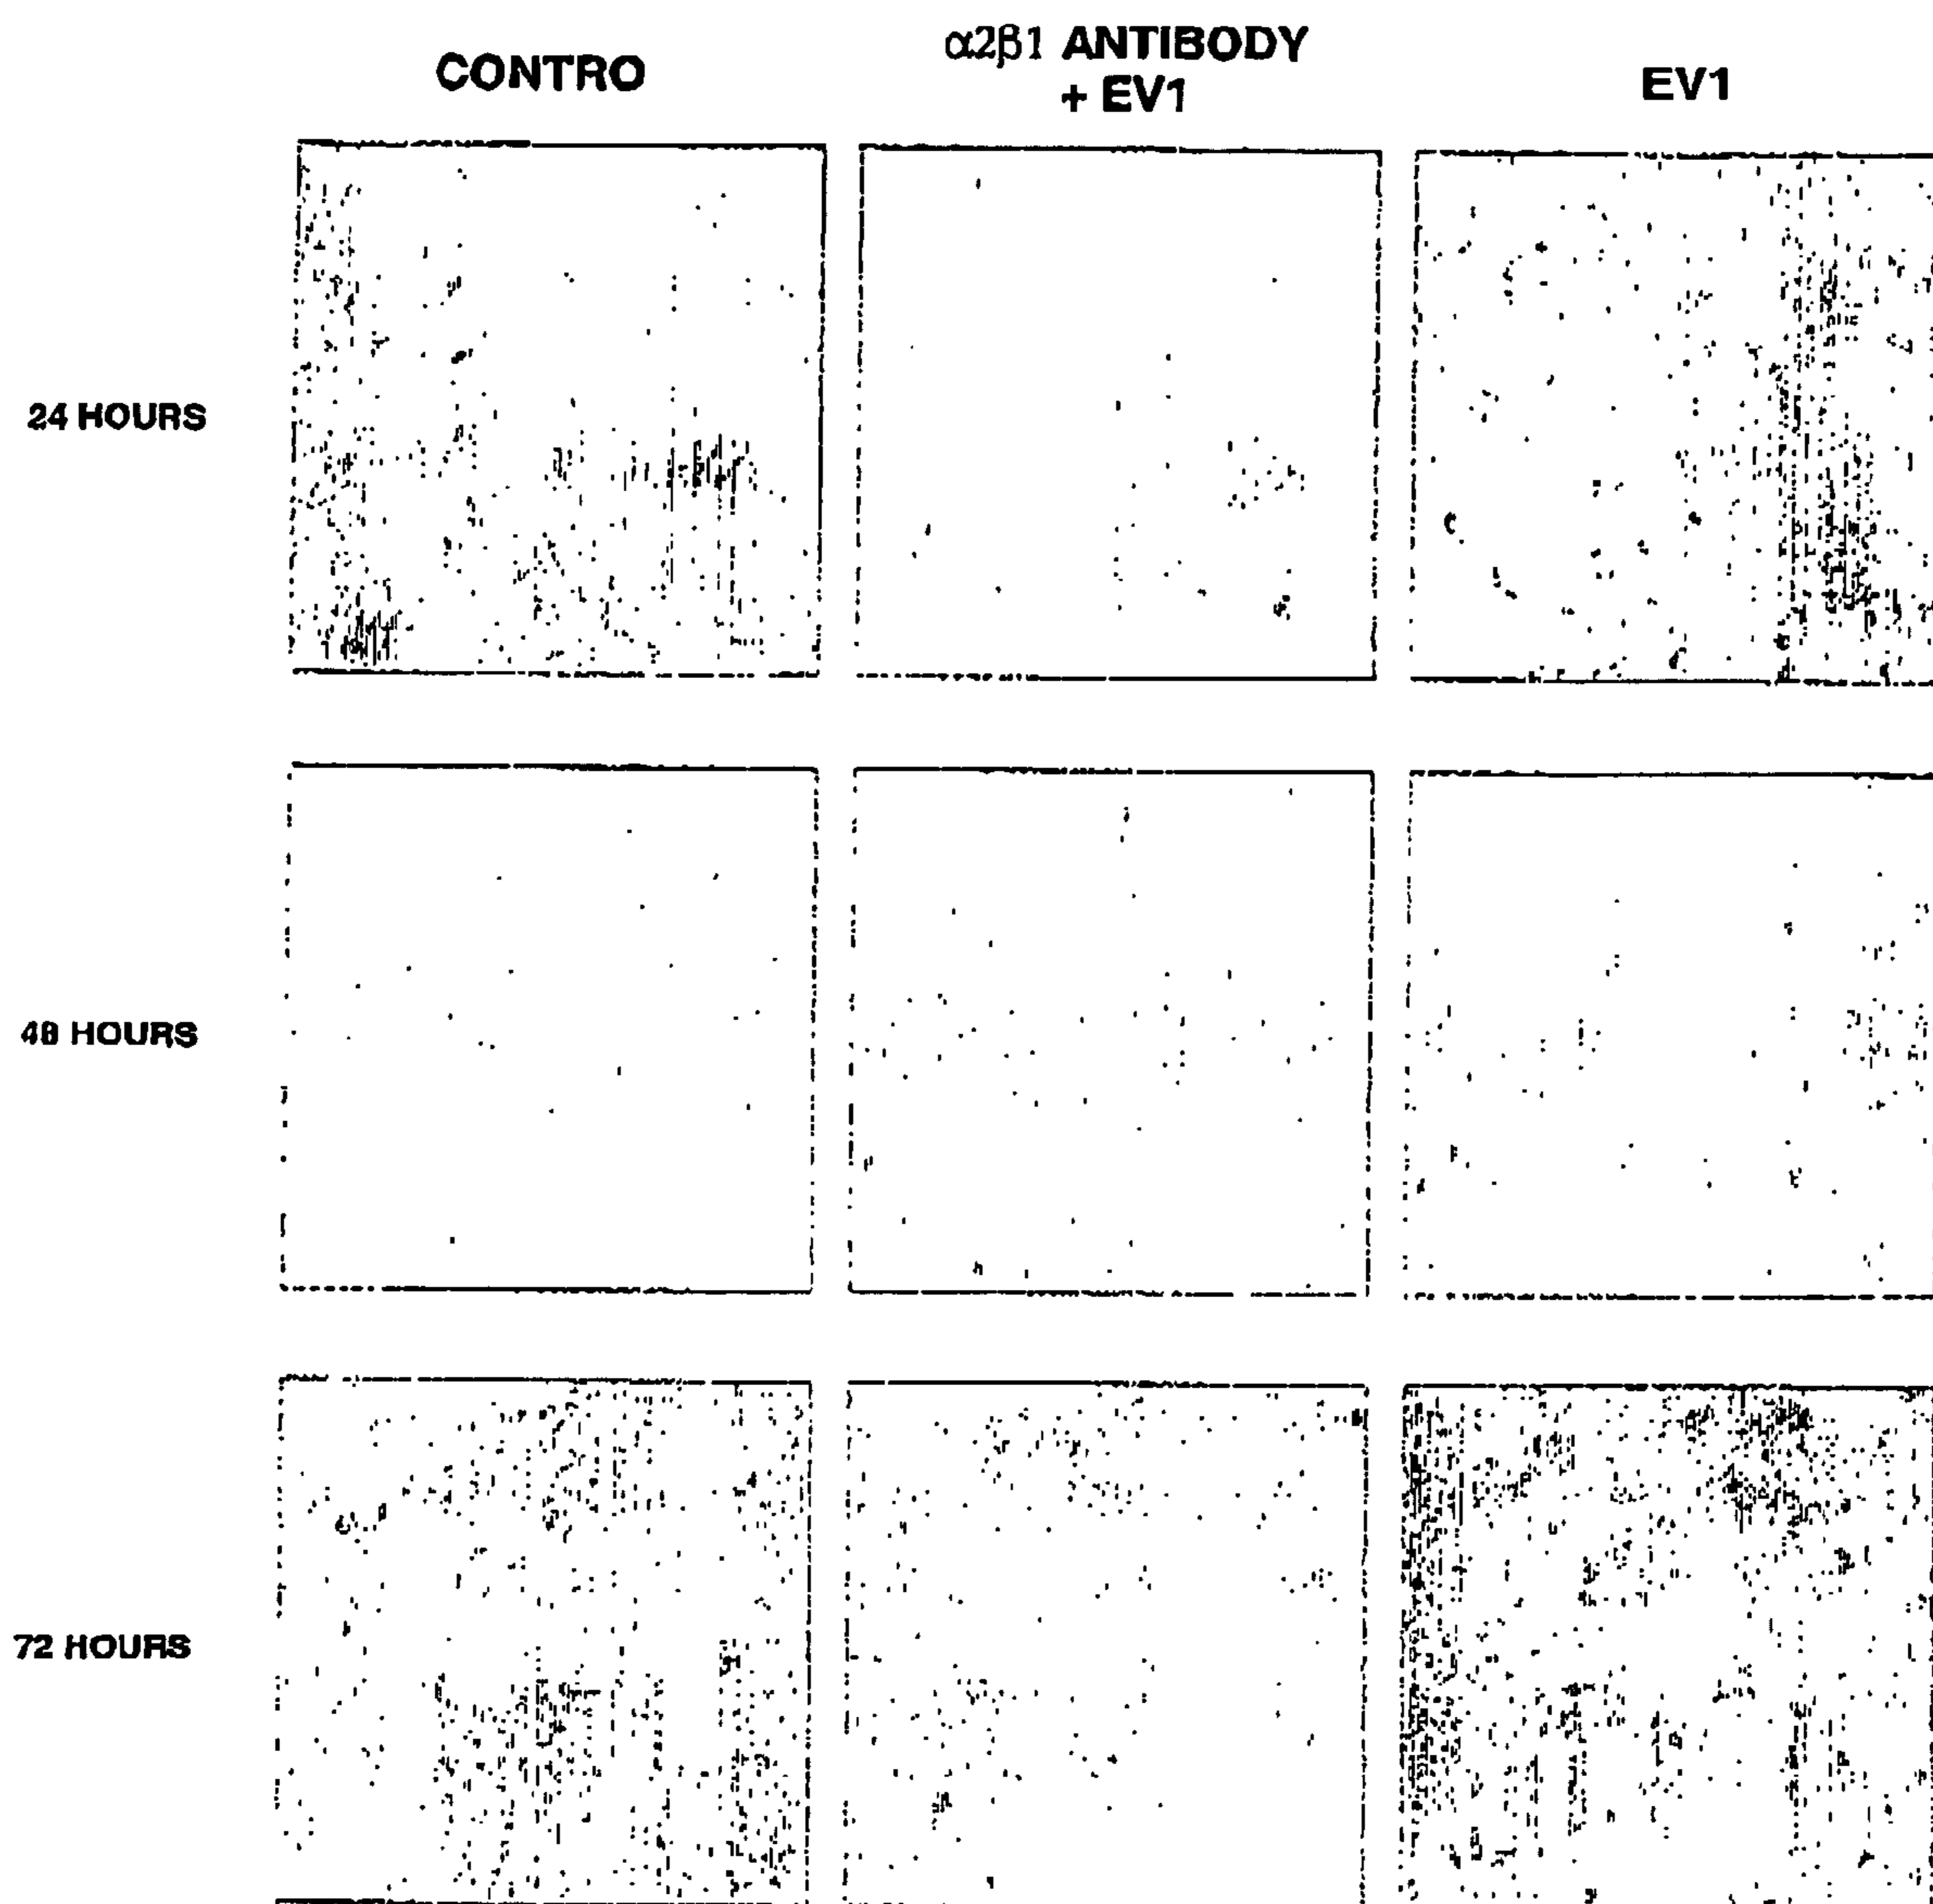 CONTRO
α2β1 ANTIBODY
+ EV1
EV1
24 HOURS
48 HOURS
72 HOURS